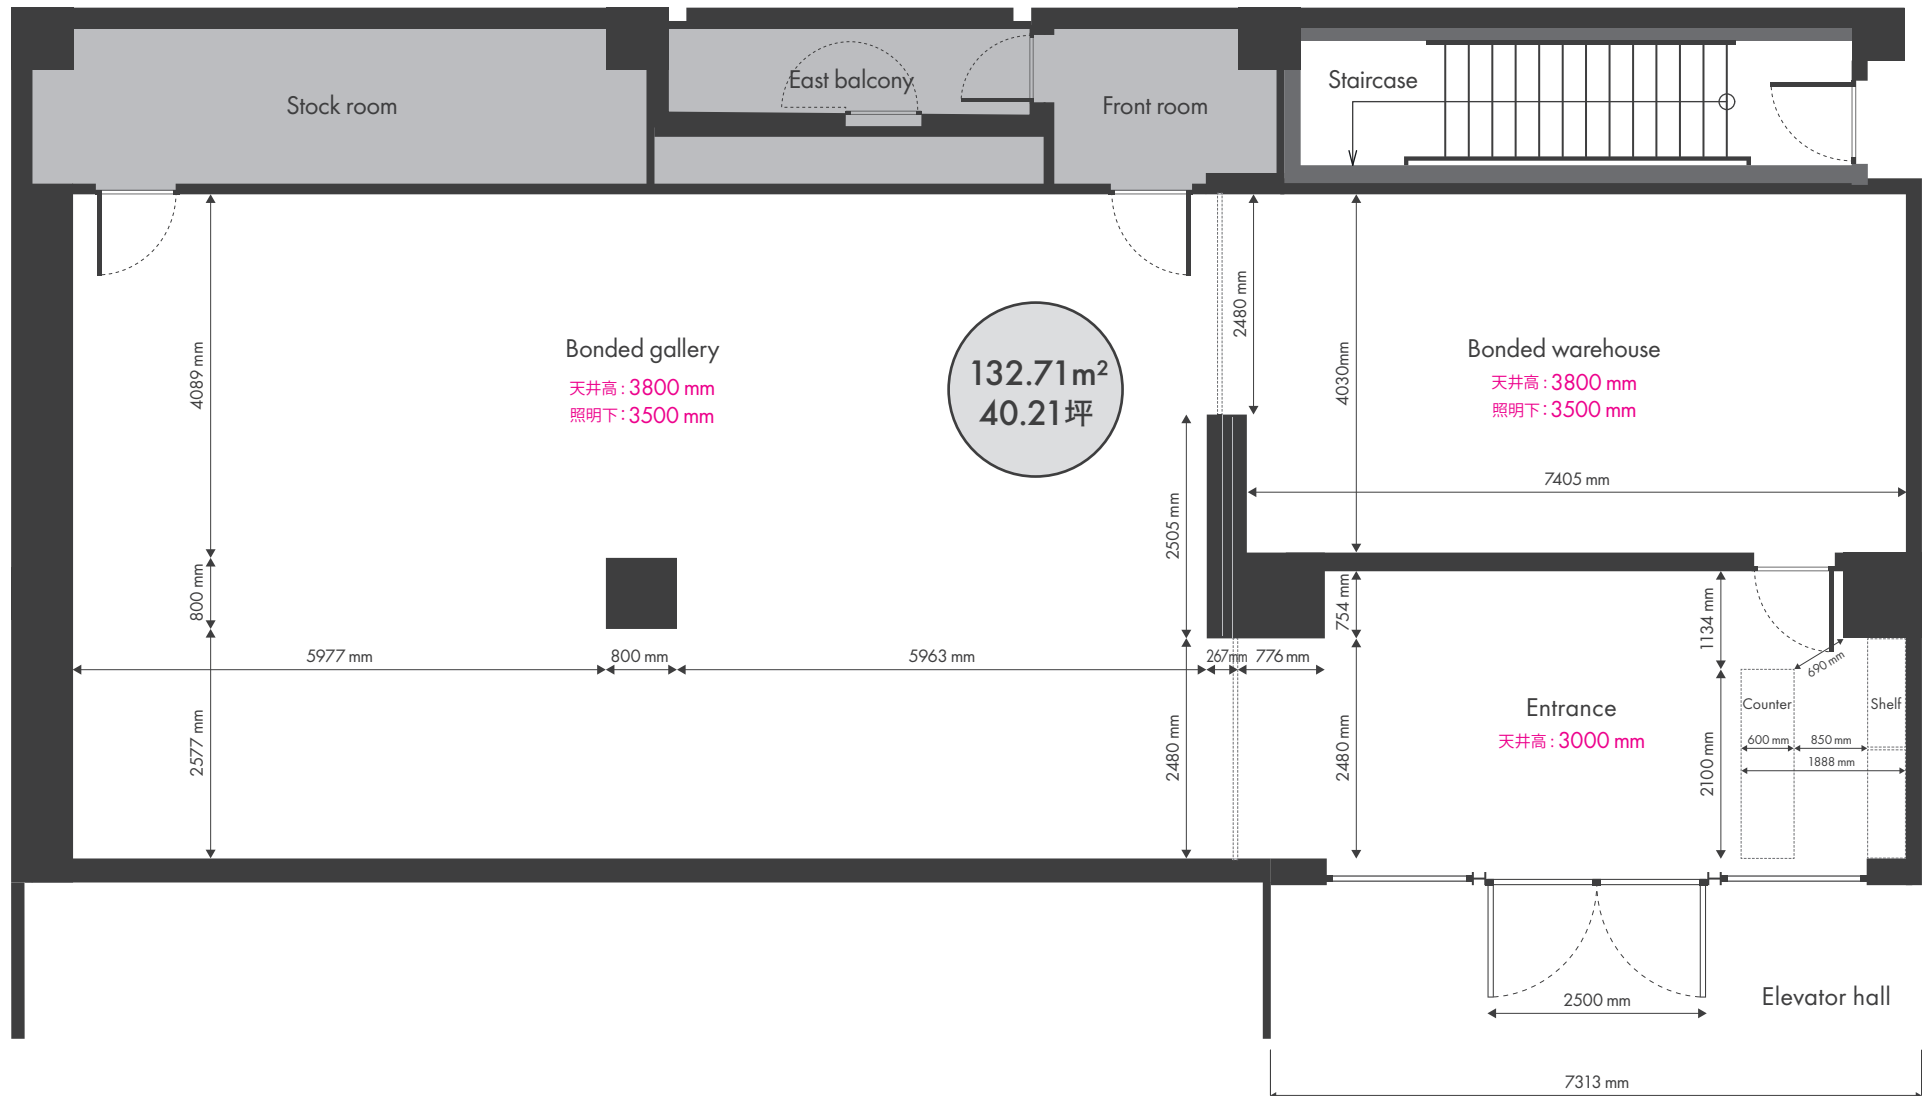 Stock room
East balcony
Front room
Staircase
Bonded gallery
天井高 : 3800 mm
照明下 : 3500 mm
132.71m²
40.21坪
Bonded warehouse
天井高 : 3800 mm
照明下 : 3500 mm
4089 mm
800 mm
2577 mm
5977 mm
800 mm
5963 mm
267mm
776 mm
2480 mm
2505 mm
2480 mm
4030mm
7405 mm
754 mm
2480 mm
1134 mm
2100 mm
690 mm
Entrance
天井高 : 3000 mm
Counter
Shelf
600 mm
850 mm
1888 mm
2500 mm
Elevator hall
7313 mm